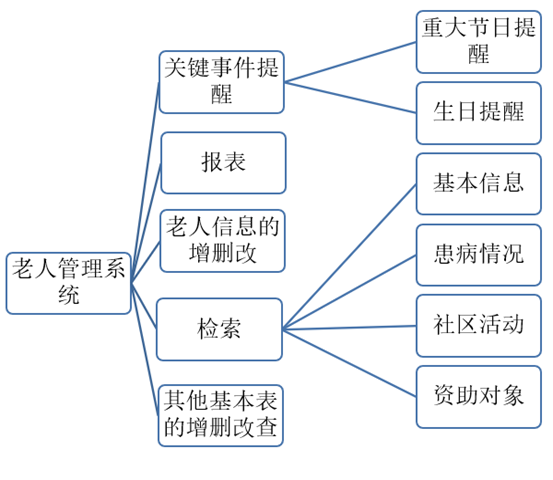 老人管理系
统
关键事件提
醒
重大节日提
醒
生日提醒
报表
老人信息的
增删改
检索
基本信息
患病情况
社区活动
资助对象
其他基本表
的增删改查